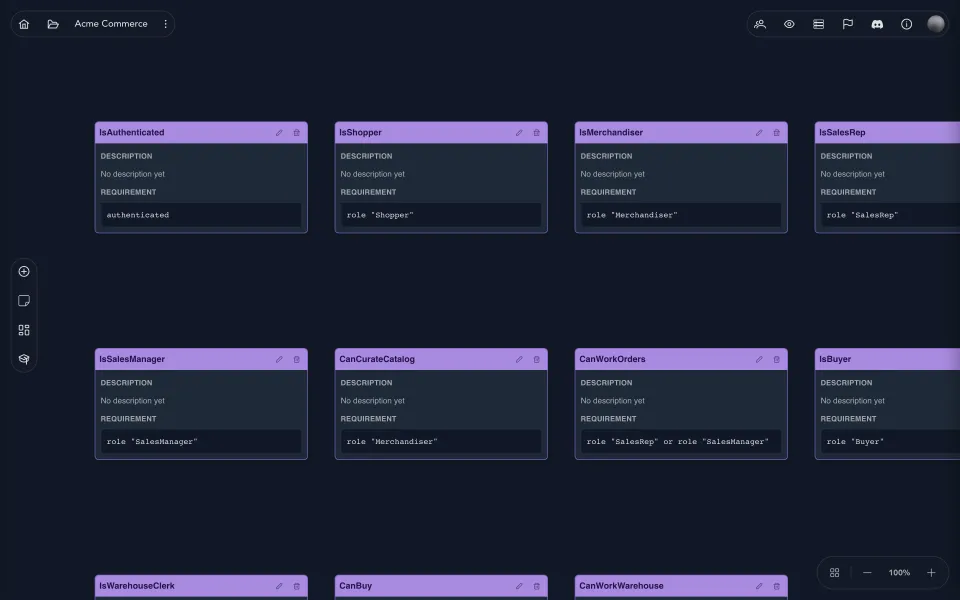 Acme Commerce
IsAuthenticated
DESCRIPTION
No description yet
REQUIREMENT
authenticated
IsShopper
DESCRIPTION
No description yet
REQUIREMENT
role "Shopper"
IsMerchandiser
DESCRIPTION
No description yet
REQUIREMENT
role "Merchandiser"
IsSalesRep
DESCRIPTION
No description yet
REQUIREMENT
role "SalesRep"
IsSalesManager
DESCRIPTION
No description yet
REQUIREMENT
role "SalesManager"
CanCurateCatalog
DESCRIPTION
No description yet
REQUIREMENT
role "Merchandiser"
CanWorkOrders
DESCRIPTION
No description yet
REQUIREMENT
role "SalesRep" or role "SalesManager"
IsBuyer
DESCRIPTION
No description yet
REQUIREMENT
role "Buyer"
IsWarehouseClerk
CanBuy
CanWorkWarehouse
100%